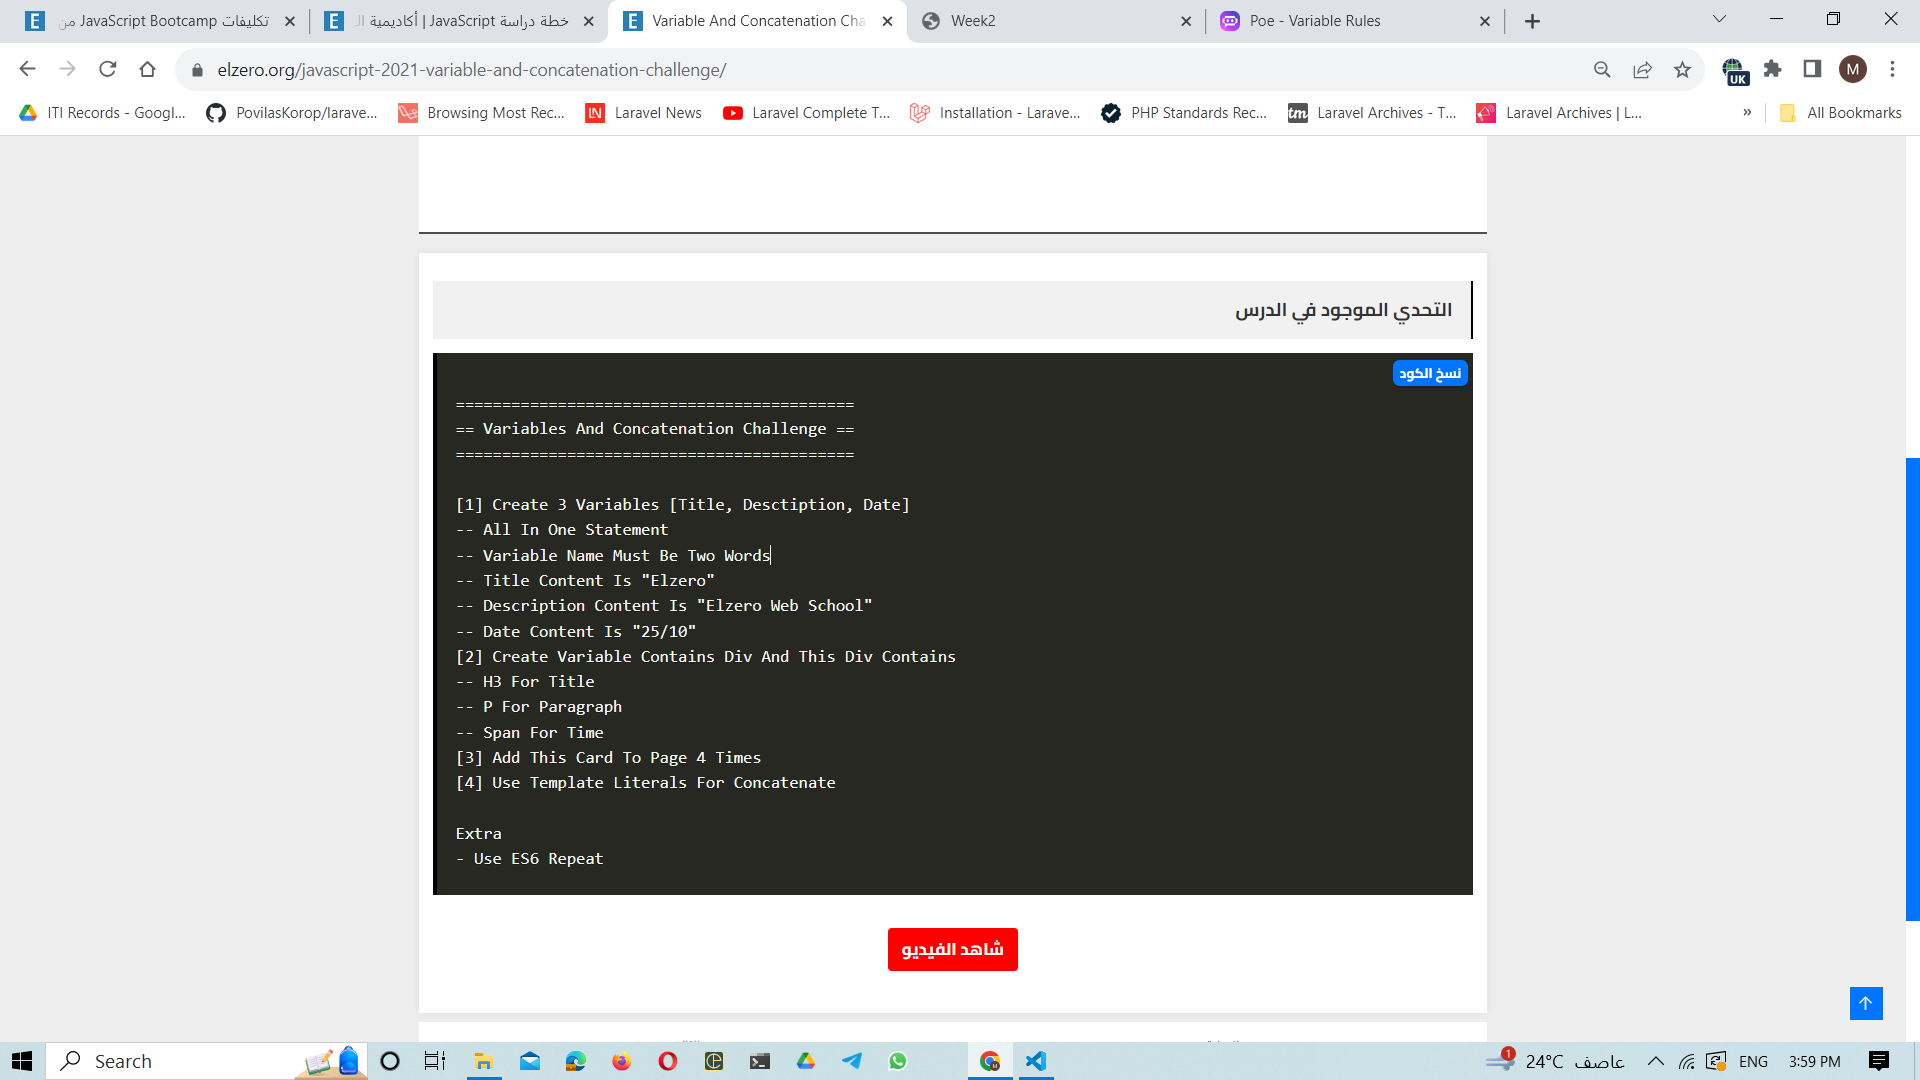 تكليفات JavaScript Bootcamp من
خطة دراسة JavaScript | أكاديمية ال
Variable And Concatenation Cha
Week2
Poe - Variable Rules
elzero.org/javascript-2021-variable-and-concatenation-challenge/
UK
M
ITI Records - Googl...
PovilasKorop/larave...
Browsing Most Rec...
Laravel News
Laravel Complete T...
Installation - Larave...
PHP Standards Rec...
Laravel Archives - T...
Laravel Archives | L...
»
All Bookmarks
التحدي الموجود في الدرس
نسخ الكود
===========================================
== Variables And Concatenation Challenge ==
===========================================
[1] Create 3 Variables [Title, Desctiption, Date]
-- All In One Statement
-- Variable Name Must Be Two Words
-- Title Content Is "Elzero"
-- Description Content Is "Elzero Web School"
-- Date Content Is "25/10"
[2] Create Variable Contains Div And This Div Contains
-- H3 For Title
-- P For Paragraph
-- Span For Time
[3] Add This Card To Page 4 Times
[4] Use Template Literals For Concatenate
Extra
- Use ES6 Repeat
شاهد الفيديو
Search
1
24°C عاصف
ENG
3:59 PM